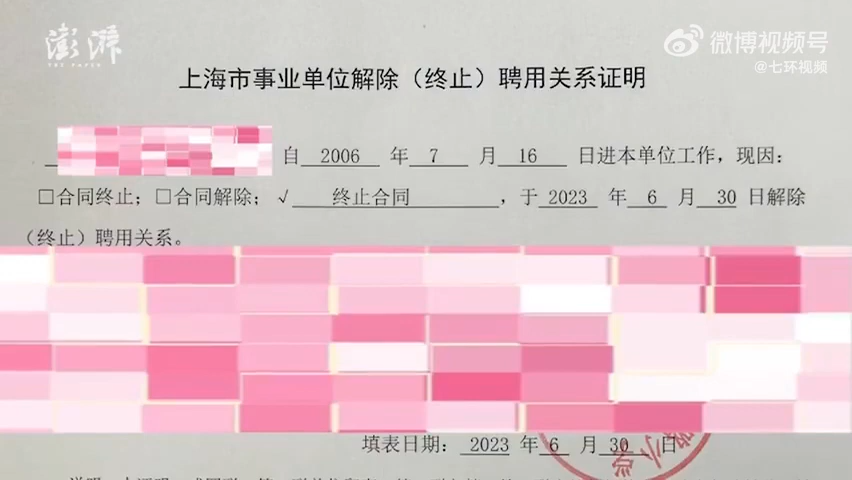 澎湃
THE PAPER
微博视频号
@七环视频
上海市事业单位解除（终止）聘用关系证明
自 2006 年 7 月 16 日进本单位工作，现因：
□合同终止；□合同解除；√ 终止合同 ，于 2023 年 6 月 30 日解除
（终止）聘用关系。
填表日期： 2023 年 6 月 30 日
小学